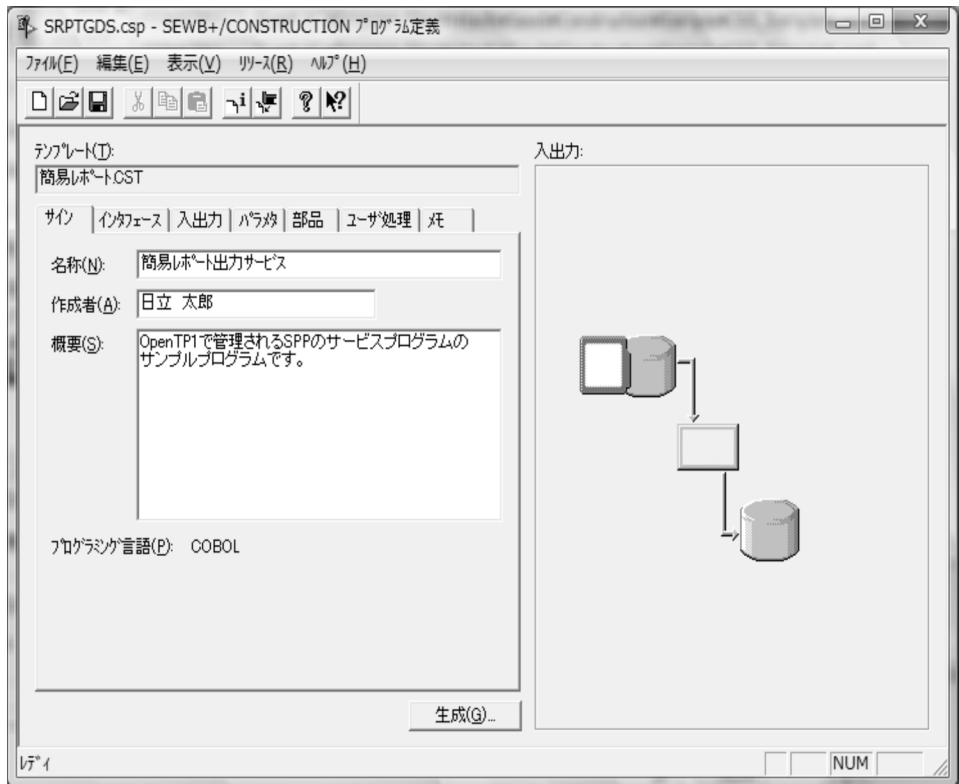 SRPTGDS.csp - SEWB+/CONSTRUCTION ﾌﾟﾛｸﾞﾗﾑ定義
ﾌｧｲﾙ(F) 編集(E) 表示(V) ﾘﾘｰｽ(R) ﾍﾙﾌﾟ(H)
ﾃﾝﾌﾟﾚｰﾄ(T):
簡易ﾚﾎﾟｰﾄ.CST
入出力:
ｻｲﾝ ｲﾝﾀﾌｪｰｽ 入出力 ﾊﾟﾗﾒﾀ 部品 ﾕｰｻﾞ処理 ﾒﾓ
名称(N): 簡易ﾚﾎﾟｰﾄ出力ｻｰﾋﾞｽ
作成者(A): 日立 太郎
概要(S): OpenTP1で管理されるSPPのサービスプログラムの
サンプルプログラムです。
ﾌﾟﾛｸﾞﾗﾐﾝｸﾞ言語(P): COBOL
生成(G)...
ﾚﾃﾞｨ
NUM